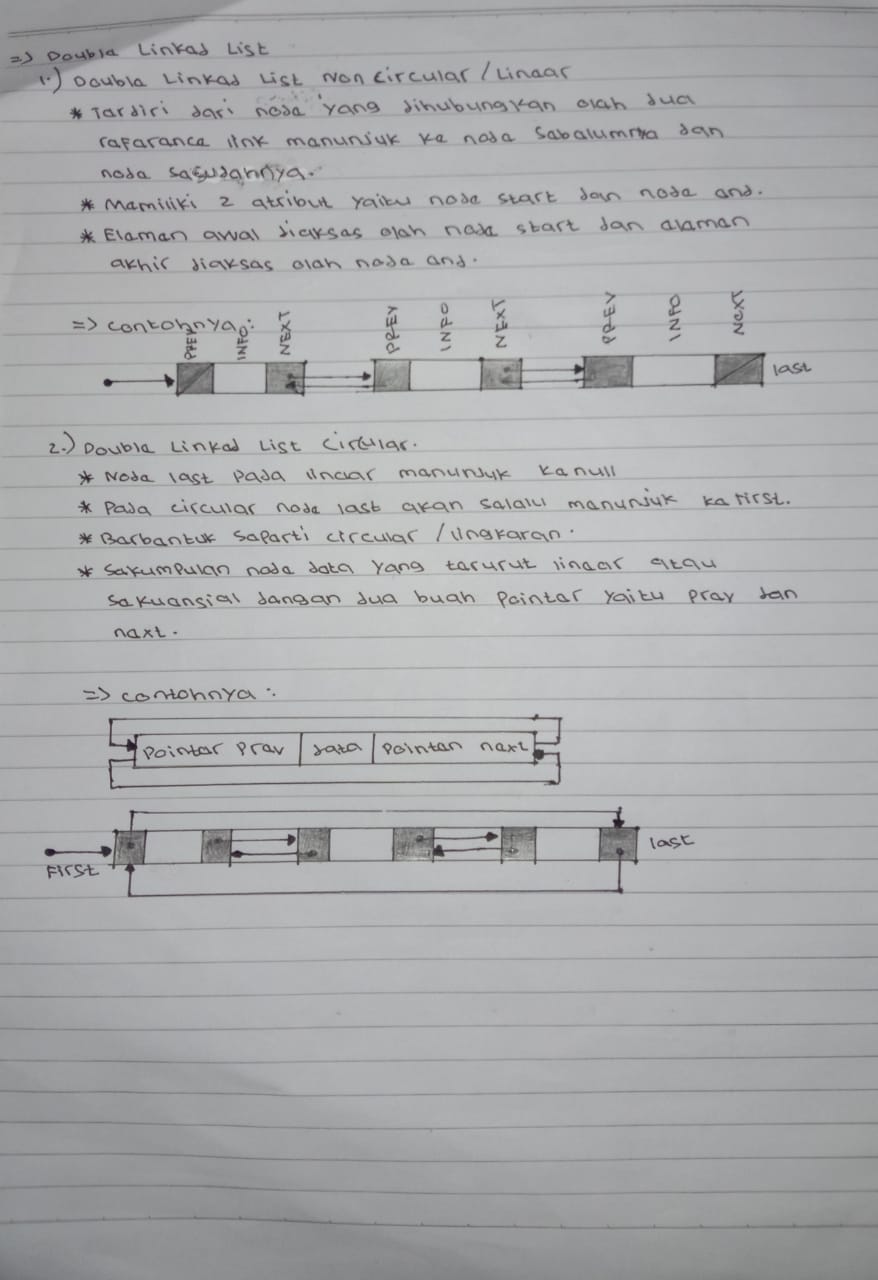 => Double Linked List
1.) Double Linked List Non Circular / Linear
* Terdiri dari node yang dihubungkan oleh dua
referance link menunjuk ke node sebelumnya dan
node sesudahnya.
* Memiliki 2 atribut yaitu node start dan node end.
* Elemen awal diakses oleh node start dan elemen
akhir diakses oleh node end.
=> contohnya :
PREV INFO NEXT PREV INFO NEXT PREV INFO NEXT
last
2.) Double Linked List Circular.
* Node last pada linear menunjuk ke null
* Pada circular node last akan selalu menunjuk ke first.
* Berbentuk seperti circular / lingkaran.
* Sekumpulan node data yang terurut linear atau
sekuensial dengan dua buah pointer yaitu prev dan
next.
=> contohnya :
Pointer Prev data Pointer next
First last